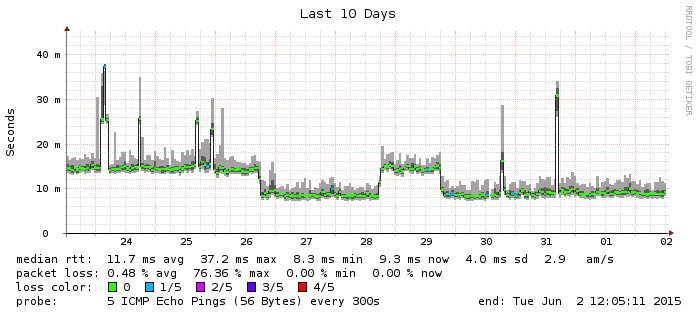 Last 10 Days
RRDTOOL / TOBI OETIKER
Seconds
40 m
30 m
20 m
10 m
0
24 25 26 27 28 29 30 31 01 02
median rtt: 11.7 ms avg 37.2 ms max 8.3 ms min 9.3 ms now 4.0 ms sd 2.9 am/s
packet loss: 0.48 % avg 76.36 % max 0.00 % min 0.00 % now
loss color: 0 1/5 2/5 3/5 4/5
probe: 5 ICMP Echo Pings (56 Bytes) every 300s end: Tue Jun 2 12:05:11 2015